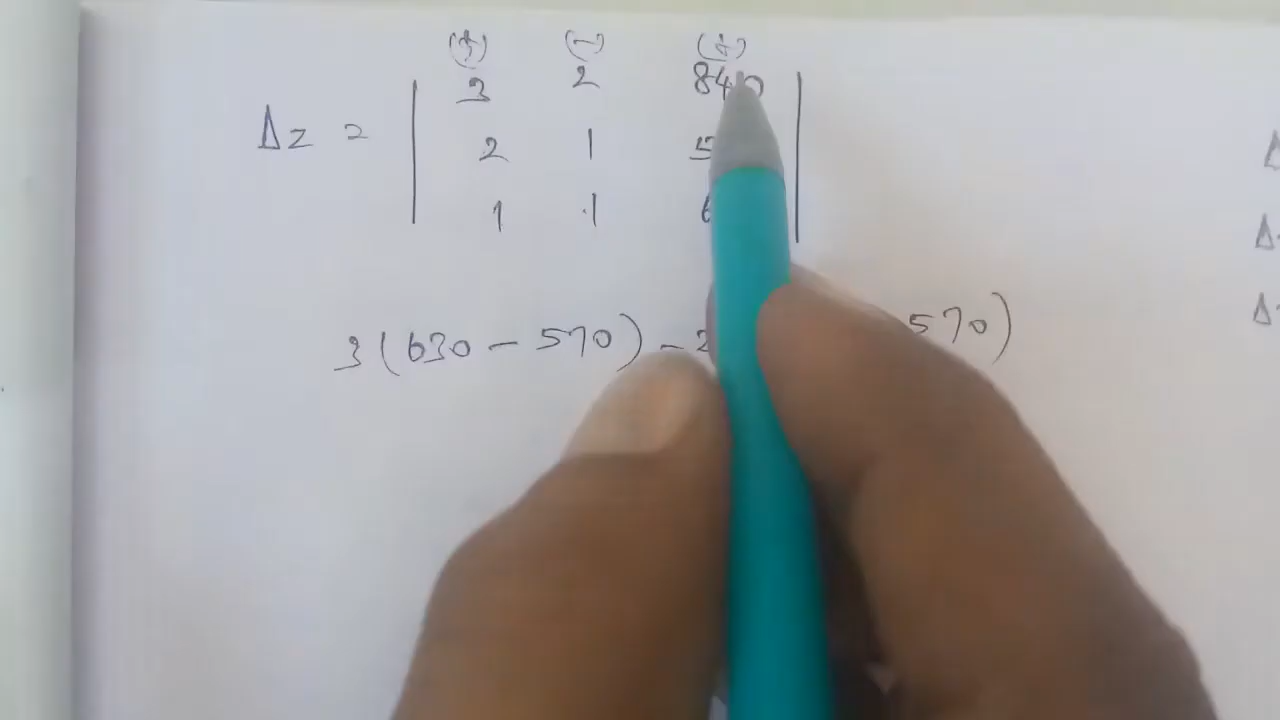 (+) (-) (+)
3 2 840
Δz =
2 1 5
1 1 6
3(630 - 570) - 2 570)
Δ
Δ
Δ